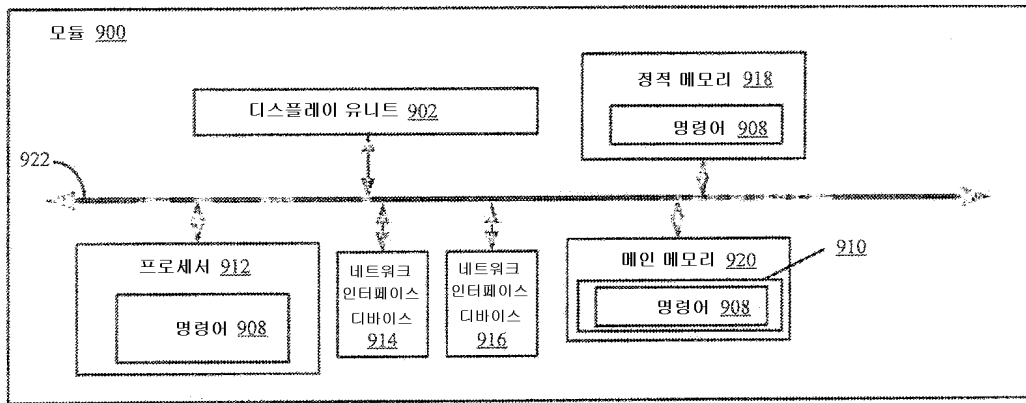 모듈 900
정적 메모리 918
디스플레이 유니트 902
명령어 908
922
프로세서 912
명령어 908
네트워크
인터페이스
디바이스
914
네트워크
인터페이스
디바이스
916
메인 메모리 920
910
명령어 908